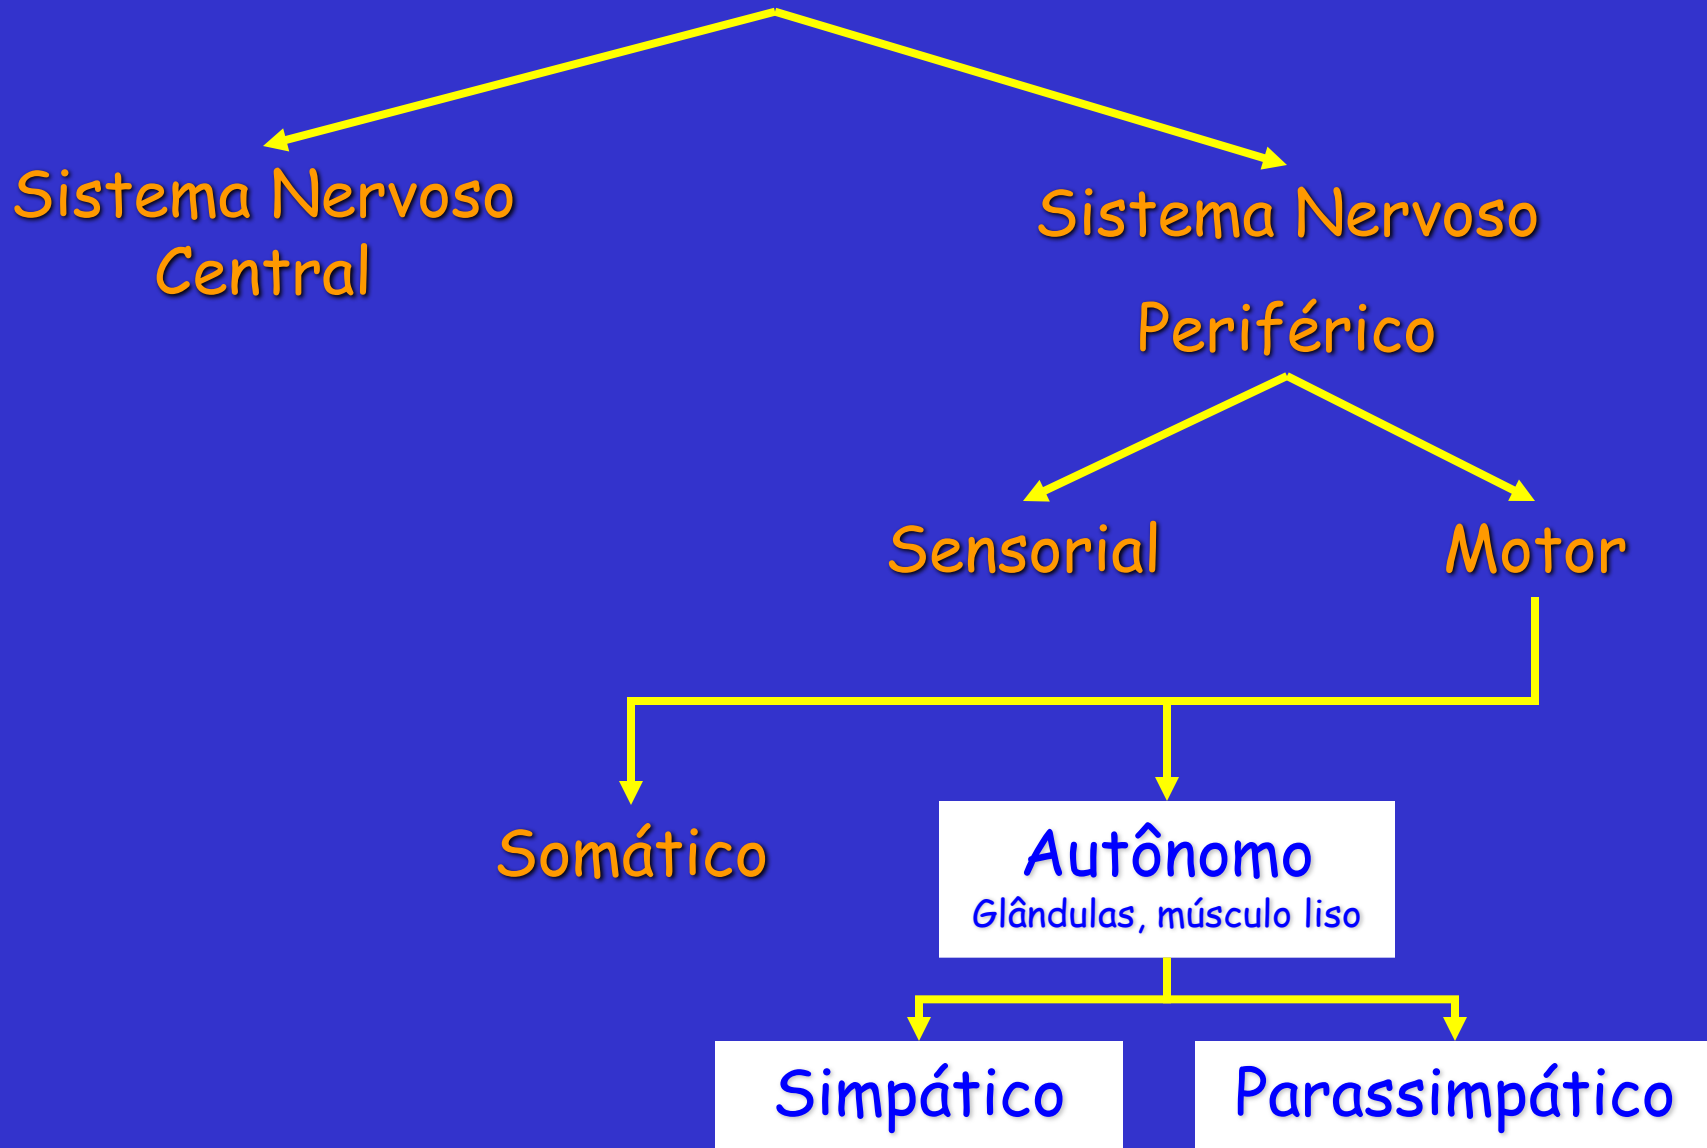 Sistema Nervoso
Central
Sistema Nervoso
Periférico
Sensorial
Motor
Somático
Autônomo
Glândulas, músculo liso
Simpático
Parassimpático